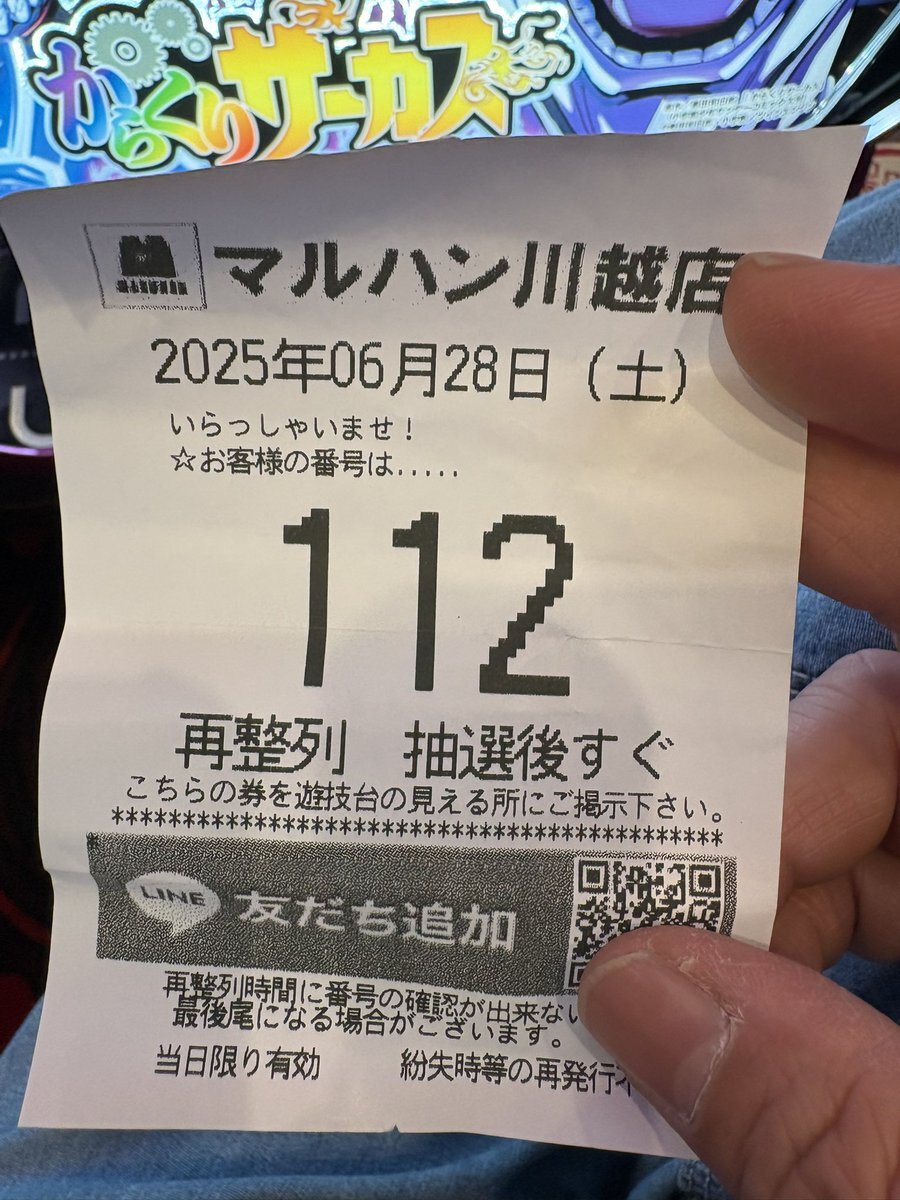 からくりサーカス
マルハン川越店
2025年06月28日（土）
いらっしゃいませ！
☆お客様の番号は.....
112
再整列 抽選後すぐ
こちらの券を遊技台の見える所にご掲示下さい。
*******************************************
LINE 友だち追加
再整列時間に番号の確認が出来な
最後尾になる場合がございます。
当日限り有効 紛失時等の再発行